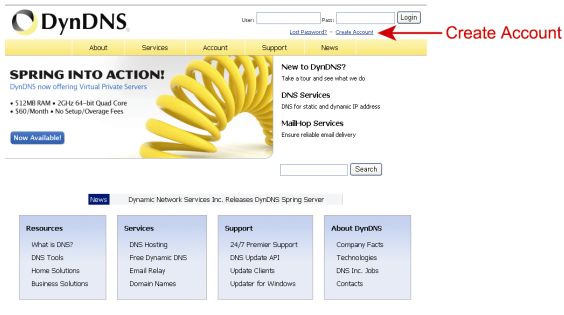 DynDNS
User: Pass: Login
Lost Password? - Create Account
Create Account
About Services Account Support News
SPRING INTO ACTION!
DynDNS now offering Virtual Private Servers
• 512MB RAM • 2GHz 64-bit Quad Core
• $60/Month • No Setup/Overage Fees
Now Available!
New to DynDNS?
Take a tour and see what we do
DNS Services
DNS for static and dynamic IP address
MailHop Services
Ensure reliable email delivery
Search
News Dynamic Network Services Inc. Releases DynDNS Spring Server
Resources
What is DNS?
DNS Tools
Home Solutions
Business Solutions
Services
DNS Hosting
Free Dynamic DNS
Email Relay
Domain Names
Support
24/7 Premier Support
DNS Update API
Update Clients
Updater for Windows
About DynDNS
Company Facts
Technologies
DNS Inc. Jobs
Contacts